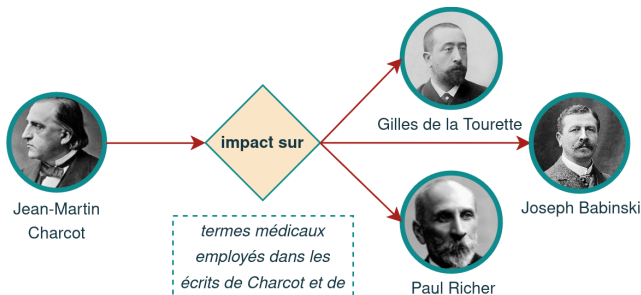 Jean-Martin
Charcot
impact sur
termes médicaux
employés dans les
écrits de Charcot et de
Gilles de la Tourette
Joseph Babinski
Paul Richer